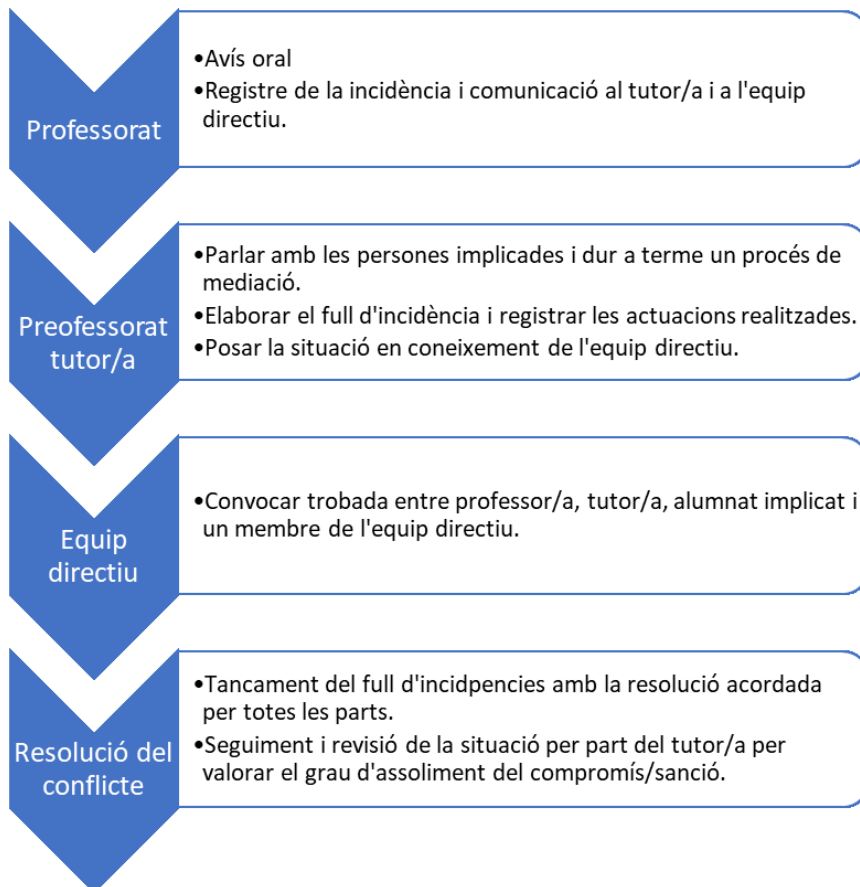 Professorat
•Avís oral
•Registre de la incidència i comunicació al tutor/a i a l'equip
directiu.
Preofessorat
tutor/a
•Parlar amb les persones implicades i dur a terme un procés de
mediació.
•Elaborar el full d'incidència i registrar les actuacions realitzades.
•Posar la situació en coneixement de l'equip directiu.
Equip
directiu
•Convocar trobada entre professor/a, tutor/a, alumnat implicat i
un membre de l'equip directiu.
Resolució del
conflicte
•Tancament del full d'incidpencies amb la resolució acordada
per totes les parts.
•Seguiment i revisió de la situació per part del tutor/a per
valorar el grau d'assoliment del compromís/sanció.